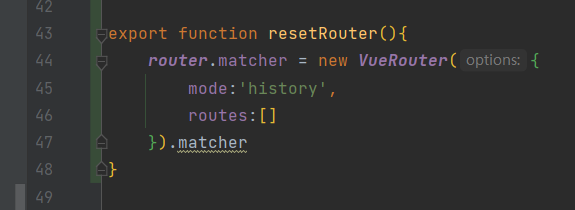 42
43 export function resetRouter(){
44 router.matcher = new VueRouter( options: {
45 mode:'history',
46 routes:[]
47 }).matcher
48 }
49